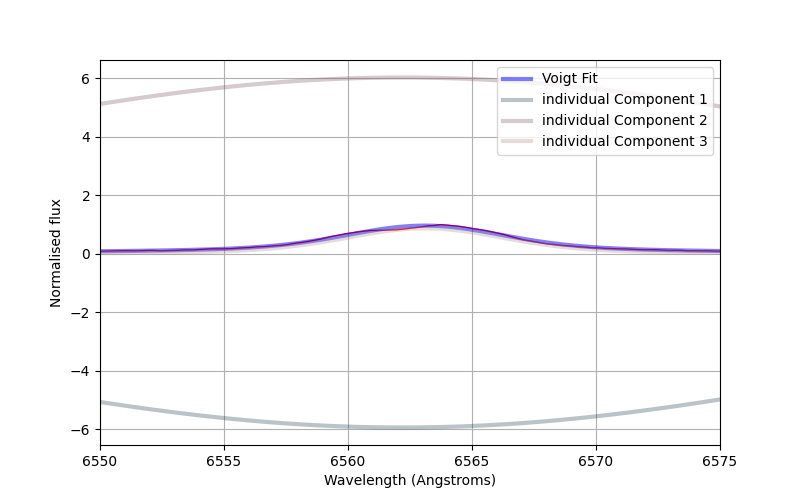 6
4
2
0
−2
−4
−6
Normalised flux
Voigt Fit
individual Component 1
individual Component 2
individual Component 3
6550 6555 6560 6565 6570 6575
Wavelength (Angstroms)